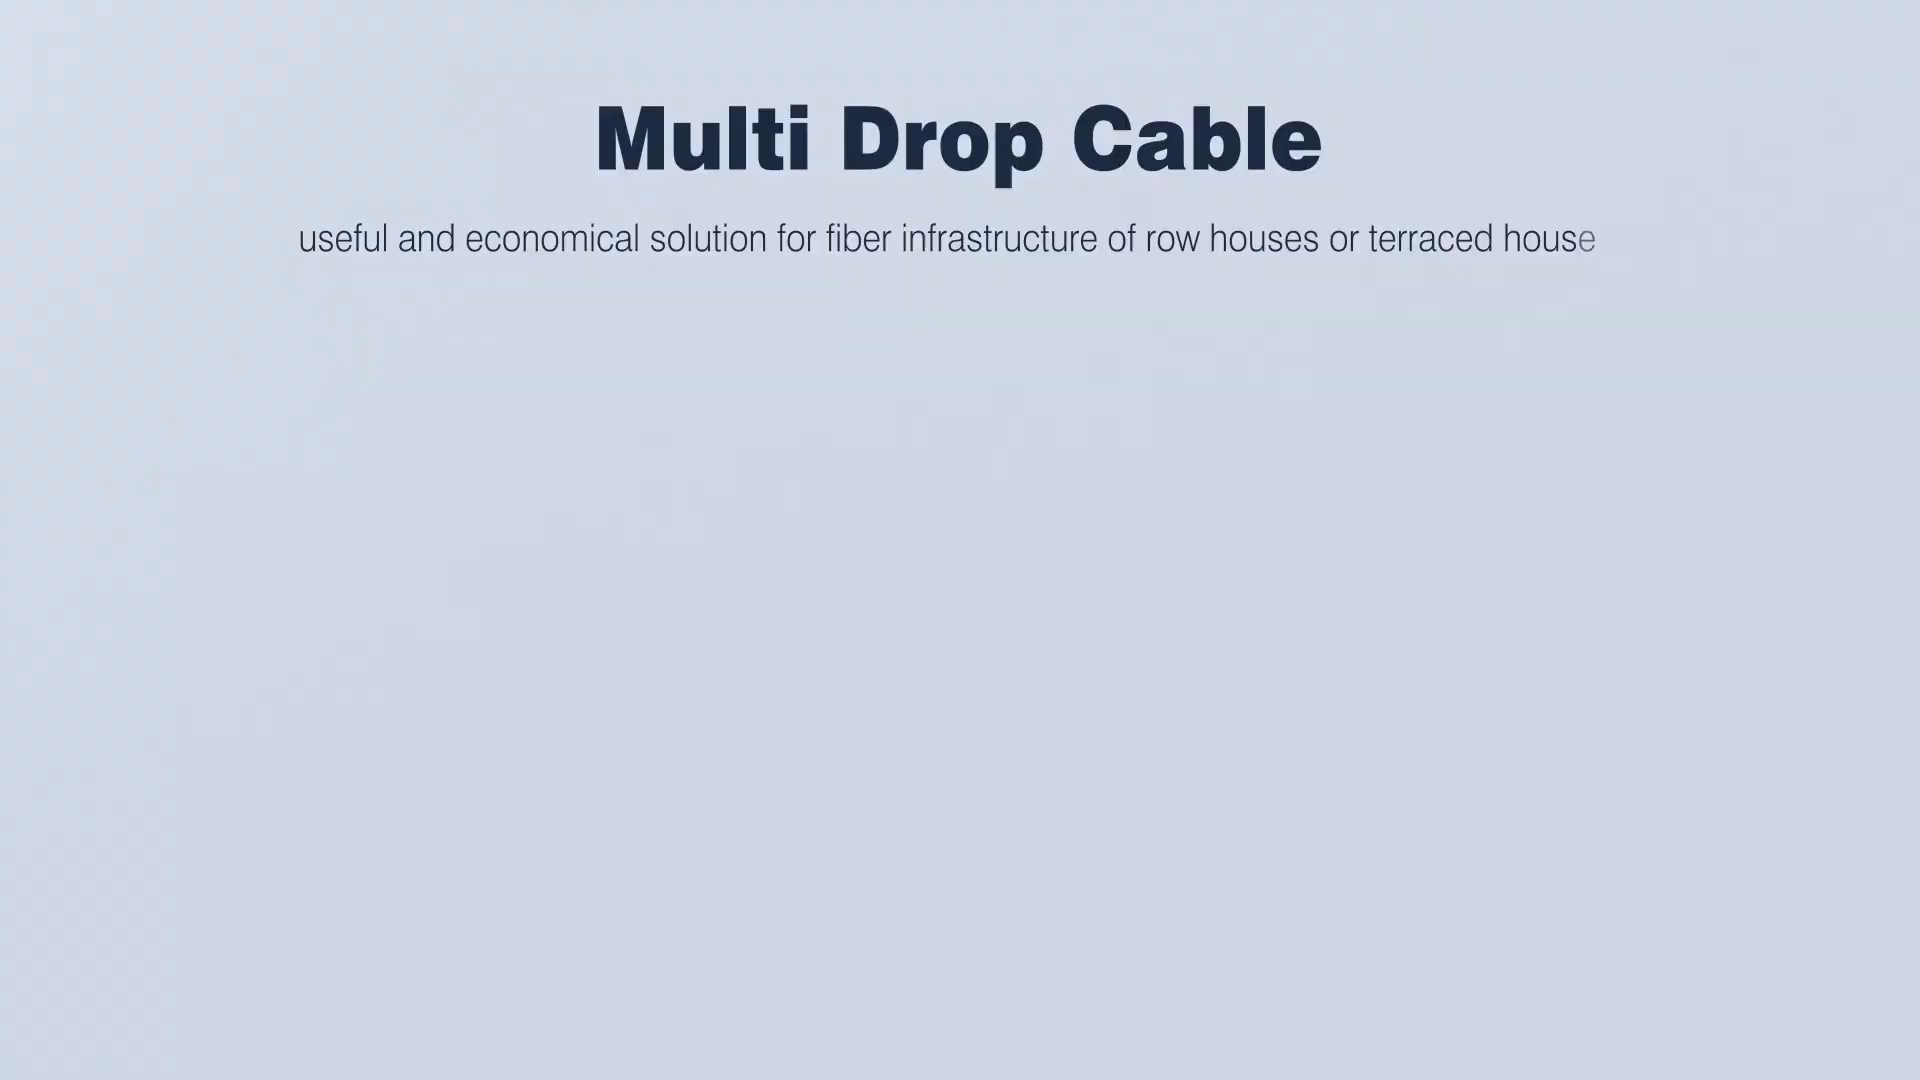 Multi Drop Cable
useful and economical solution for fiber infrastructure of row houses or terraced house